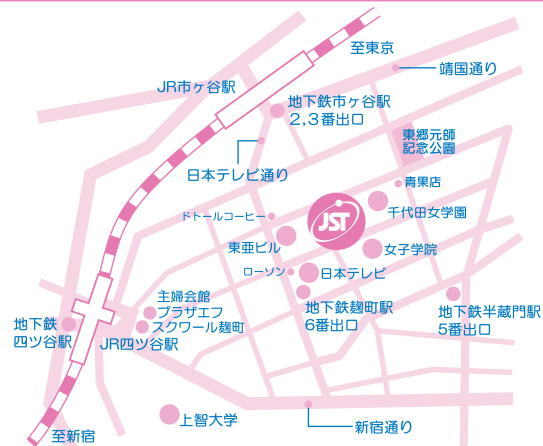 至東京
靖国通り
JR市ヶ谷駅
地下鉄市ヶ谷駅
2,3番出口
東郷元師
記念公園
日本テレビ通り
青果店
千代田女学園
ドトールコーヒー
JST
東亜ビル
女子学院
ローソン
日本テレビ
主婦会館
プラザエフ
スクワール麹町
地下鉄麹町駅
6番出口
地下鉄半蔵門駅
5番出口
地下鉄
四ツ谷駅
JR四ツ谷駅
上智大学
新宿通り
至新宿